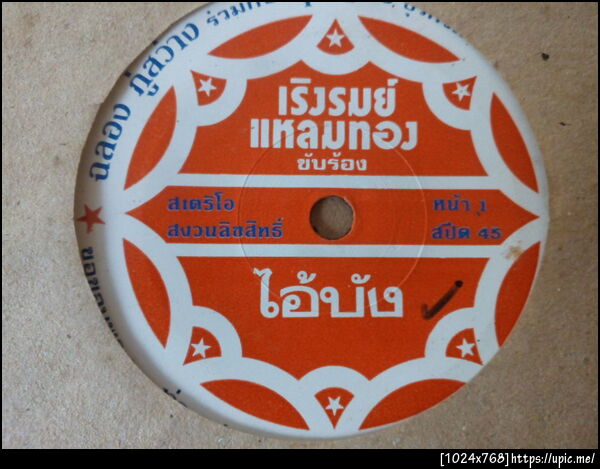 ฉลอง ภู่สว่าง
เริงรมย์
แหลมทอง
ขับร้อง
สเตริโอ
หน้า 1
สงวนลิขสิทธิ์
สปีด 45
ไอ้บัง
[1024x768]https://upic.me/